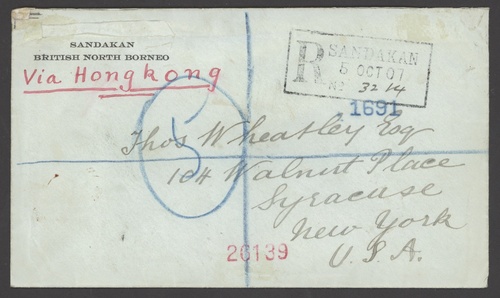 SANDAKAN
BRITISH NORTH BORNEO
Via Hongkong
R SANDAKAN
5 OCT 07
No 3214
1691
5
Thos Wheatley Esq
104 Walnut Place
Syracuse
New York
U.S.A.
26139